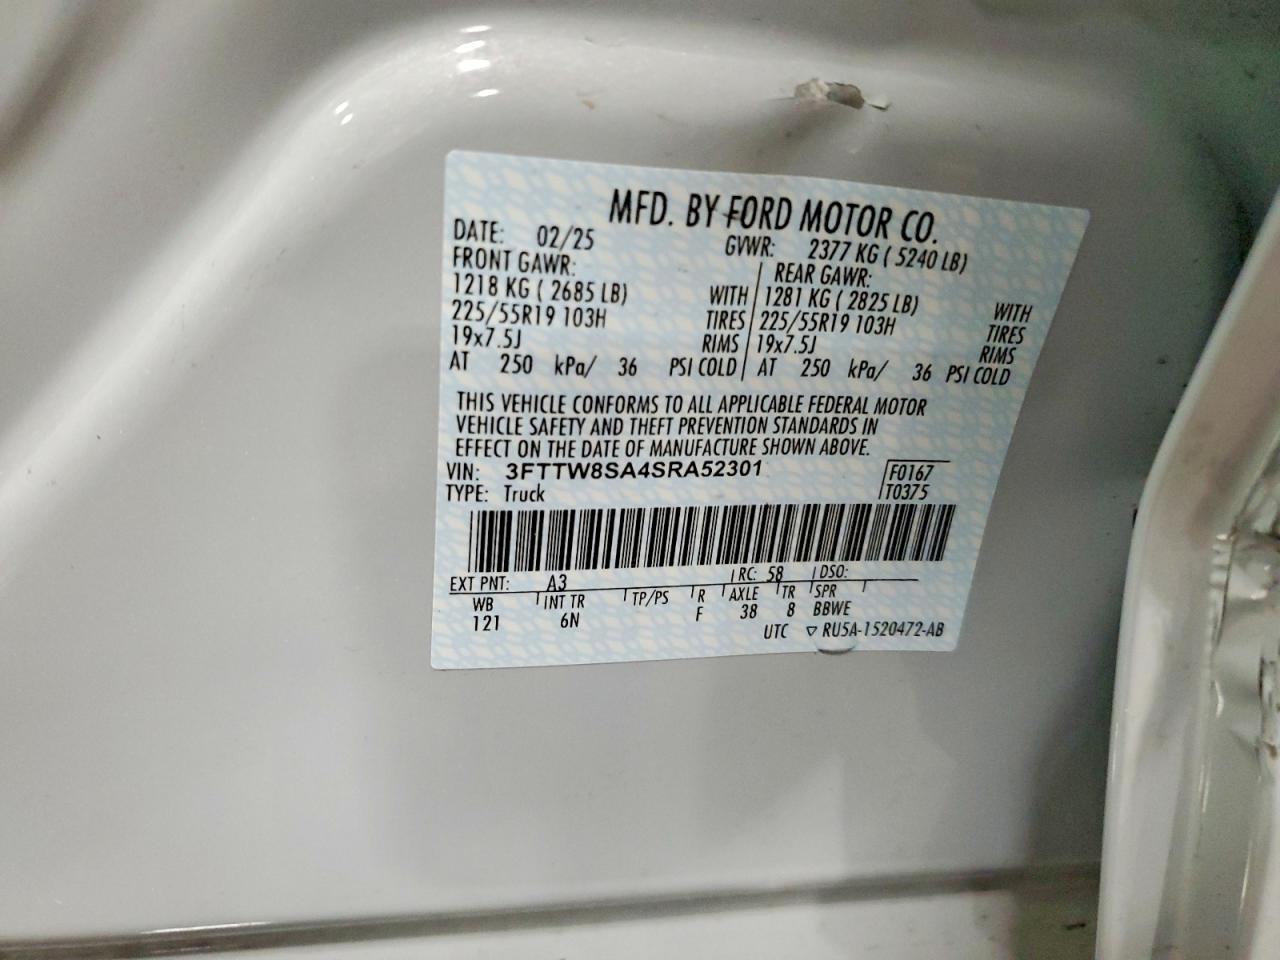 MFD. BY FORD MOTOR CO.
DATE: 02/25 GVWR: 2377 KG ( 5240 LB)
FRONT GAWR: REAR GAWR:
1218 KG ( 2685 LB) WITH 1281 KG ( 2825 LB) WITH
225/55R19 103H TIRES 225/55R19 103H TIRES
19x7.5J RIMS 19x7.5J RIMS
AT 250 kPa/ 36 PSI COLD AT 250 kPa/ 36 PSI COLD
THIS VEHICLE CONFORMS TO ALL APPLICABLE FEDERAL MOTOR
VEHICLE SAFETY AND THEFT PREVENTION STANDARDS IN
EFFECT ON THE DATE OF MANUFACTURE SHOWN ABOVE.
VIN: 3FTTW8SA4SRA52301 F0167
TYPE: Truck T0375
EXT PNT: A3 RC: 58 DSO:
WB INT TR TP/PS R AXLE TR SPR
121 6N F 38 8 BBWE
UTC ▽ RU5A-1520472-AB